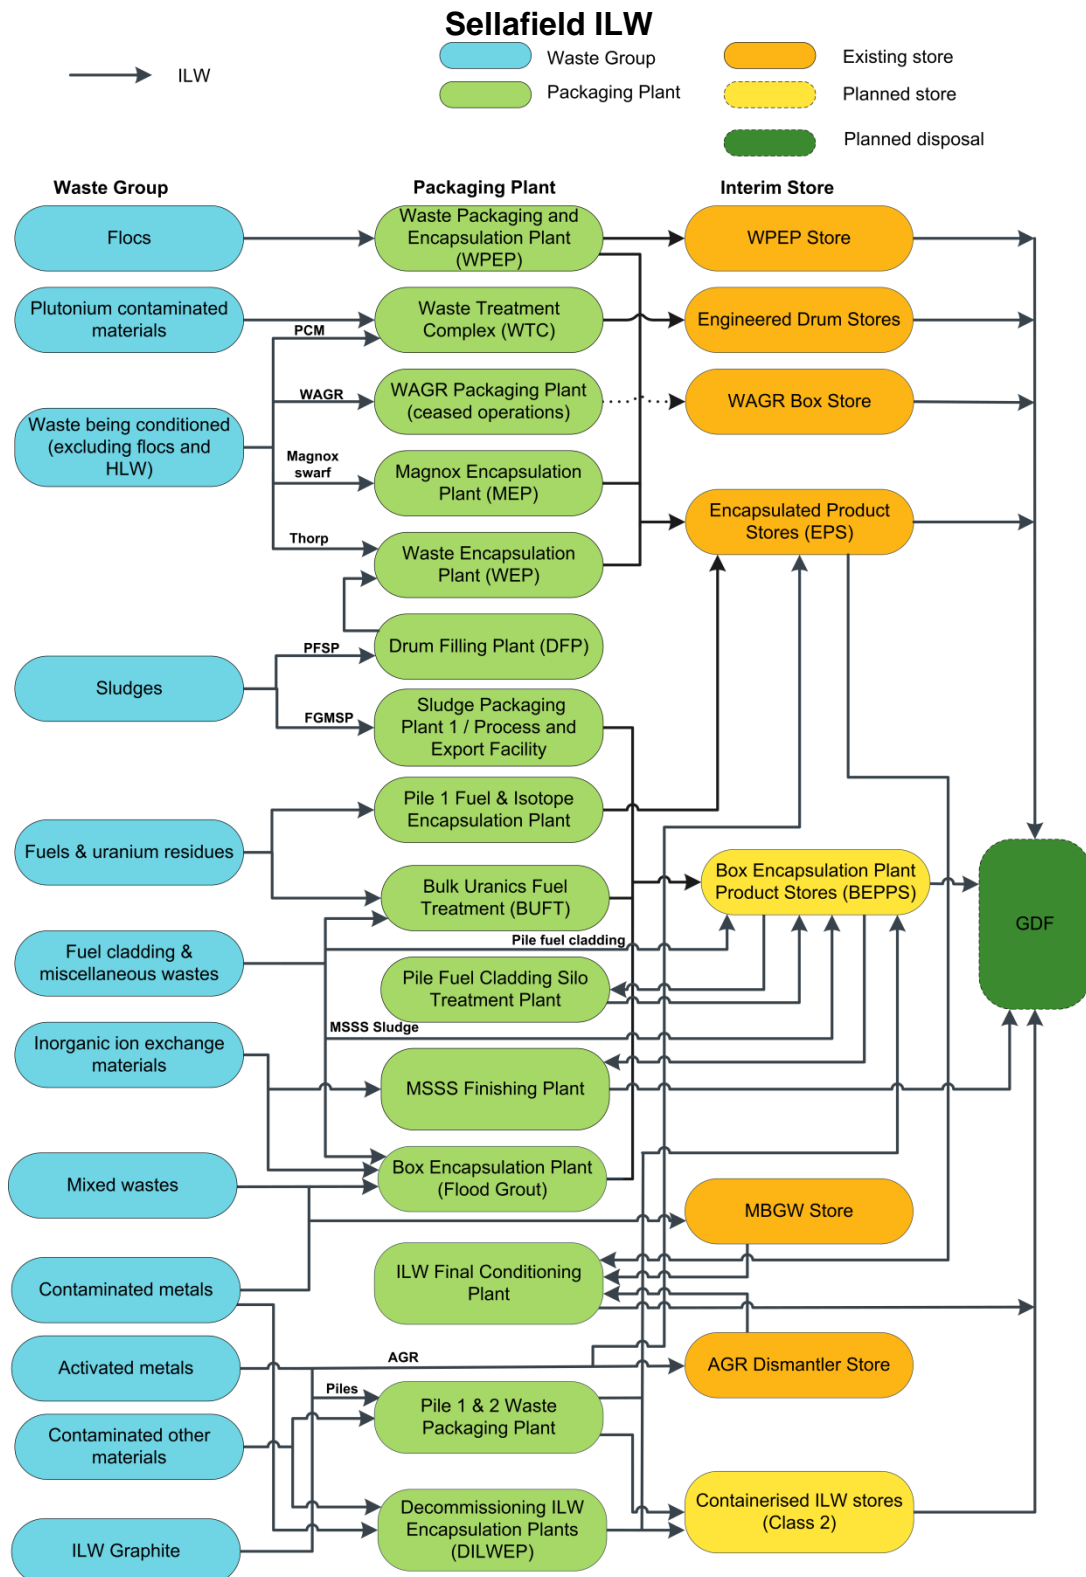 Sellafield ILW
ILW
Waste Group
Existing store
Packaging Plant
Planned store
Planned disposal
Waste Group
Packaging Plant
Interim Store
Flocs
Waste Packaging and
Encapsulation Plant
(WPEP)
WPEP Store
Plutonium contaminated
materials
Waste Treatment
Complex (WTC)
Engineered Drum Stores
PCM
WAGR
WAGR Packaging Plant
(ceased operations)
WAGR Box Store
Waste being conditioned
(excluding flocs and
HLW)
Magnox
swarf
Magnox Encapsulation
Plant (MEP)
Encapsulated Product
Stores (EPS)
Thorp
Waste Encapsulation
Plant (WEP)
PFSP
Drum Filling Plant (DFP)
Sludges
FGMSP
Sludge Packaging
Plant 1 / Process and
Export Facility
Pile 1 Fuel & Isotope
Encapsulation Plant
Fuels & uranium residues
Bulk Uranics Fuel
Treatment (BUFT)
Box Encapsulation Plant
Product Stores (BEPPS)
GDF
Pile fuel cladding
Fuel cladding &
miscellaneous wastes
Pile Fuel Cladding Silo
Treatment Plant
MSSS Sludge
Inorganic ion exchange
materials
MSSS Finishing Plant
Box Encapsulation Plant
(Flood Grout)
Mixed wastes
MBGW Store
ILW Final Conditioning
Plant
Contaminated metals
AGR
Activated metals
AGR Dismantler Store
Piles
Pile 1 & 2 Waste
Packaging Plant
Contaminated other
materials
Decommissioning ILW
Encapsulation Plants
(DILWEP)
Containerised ILW stores
(Class 2)
ILW Graphite